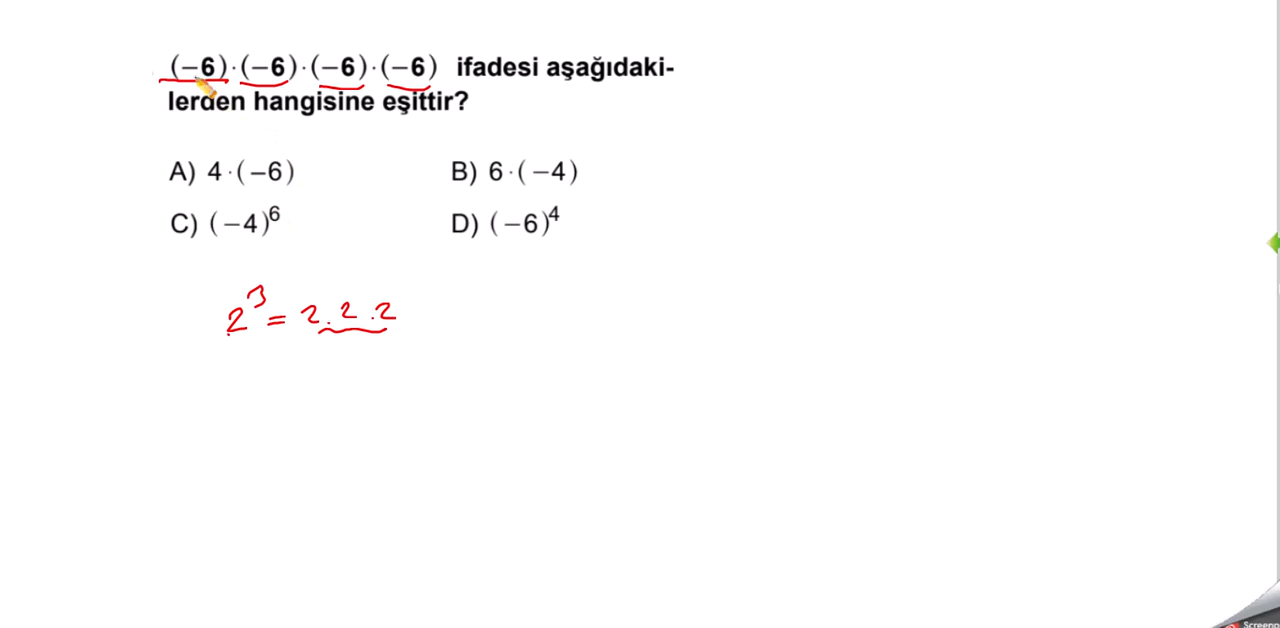 (−6)·(−6)·(−6)·(−6) ifadesi aşağıdaki-
lerden hangisine eşittir?
A) 4·(−6) B) 6·(−4)
C) (−4)⁶ D) (−6)⁴
2³ = 2.2.2
Screenp